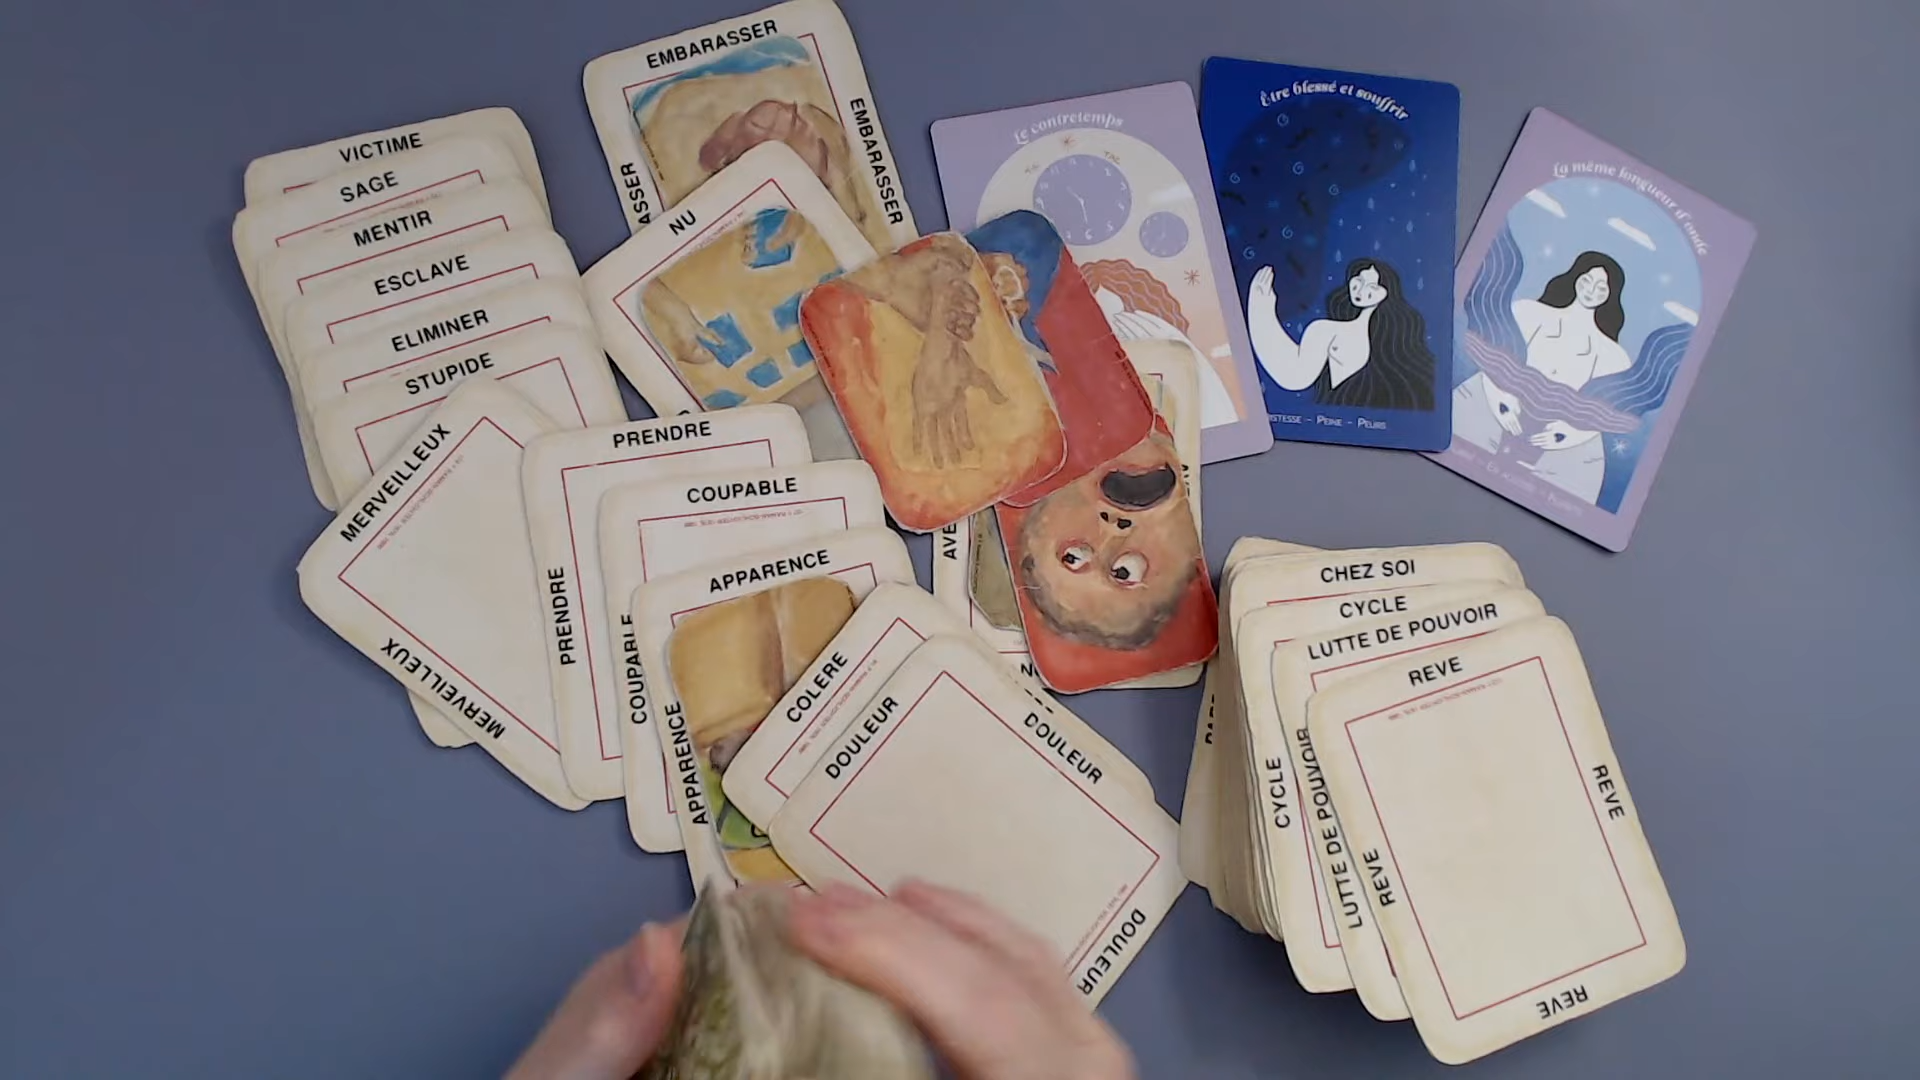 EMBARASSER
EMBARASSER
ASSER
VICTIME
SAGE
MENTIR
ESCLAVE
ELIMINER
STUPIDE
NU
Le contretemps
TAC
Être blessé et souffrir
PEINE – PEURS
La même longueur d'onde
MERVEILLEUX
MERVEILLEUX
PRENDRE
PRENDRE
COUPABLE
COUPABLE
APPARENCE
APPARENCE
COLERE
DOULEUR
DOULEUR
DOULEUR
AVE
CHEZ SOI
CYCLE
CYCLE
LUTTE DE POUVOIR
LUTTE DE POUVOIR
REVE
REVE
REVE
REVE